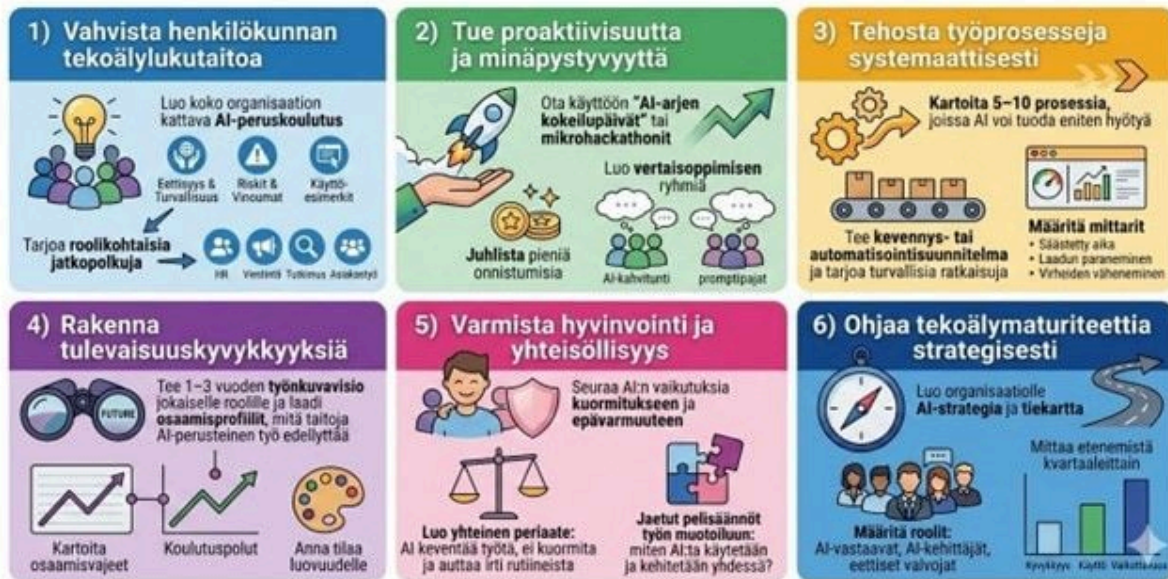 1) Vahvista henkilökunnan
tekoälylukutaitoa
Luo koko organisaation
kattava AI-peruskoulutus
Eettisyys &
Turvallisuus
Riskit &
Vinoumat
Käyttö-
esimerkit
Tarjoa roolikohtaisia
jatkopolkuja
HR
Viestintä
Tutkimus
Asiakastyö
2) Tue proaktiivisuutta
ja minäpystyvyyttä
Ota käyttöön "AI-arjen
kokeilupäivät" tai
mikrohackathonit
Luo vertaisoppimisen
ryhmiä
Juhlista pieniä
onnistumisia
AI-kahvitunti
promptipajat
3) Tehosta työprosesseja
systemaattisesti
Kartoita 5–10 prosessia,
joissa AI voi tuoda eniten hyötyä
Tee kevennys- tai
automatisointisuunnitelma
ja tarjoa turvallisia ratkaisuja
Määritä mittarit
• Säästetty aika
• Laadun paraneminen
• Virheiden väheneminen
4) Rakenna
tulevaisuuskyvykkyyksiä
FUTURE
Tee 1–3 vuoden työnkuvavisio
jokaiselle roolille ja laadi
osaamisprofiilit, mitä taitoja
AI-perusteinen työ edellyttää
Kartoita
osaamisvajeet
Koulutuspolut
Anna tilaa
luovuudelle
5) Varmista hyvinvointi ja
yhteisöllisyys
Seuraa AI:n vaikutuksia
kuormitukseen ja
epävarmuuteen
Luo yhteinen periaate:
AI keventää työtä, ei kuormita
ja auttaa irti rutiineista
Jaetut pelisäännöt
työn muotoiluun:
miten AI:ta käytetään
ja kehitetään yhdessä?
6) Ohjaa tekoälymaturiteettia
strategisesti
Luo organisaatiolle
AI-strategia ja tiekartta
Mittaa etenemistä
kvartaaleittain
Määritä roolit:
AI-vastaavat, AI-kehittäjät,
eettiset valvojat
Käyttö